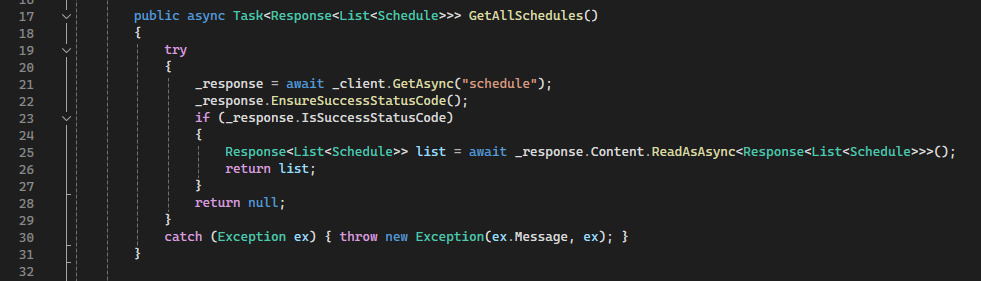 17 public async Task<Response<List<Schedule>>> GetAllSchedules()
18 {
19 try
20 {
21 _response = await _client.GetAsync("schedule");
22 _response.EnsureSuccessStatusCode();
23 if (_response.IsSuccessStatusCode)
24 {
25 Response<List<Schedule>> list = await _response.Content.ReadAsAsync<Response<List<Schedule>>>();
26 return list;
27 }
28 return null;
29 }
30 catch (Exception ex) { throw new Exception(ex.Message, ex); }
31 }
32